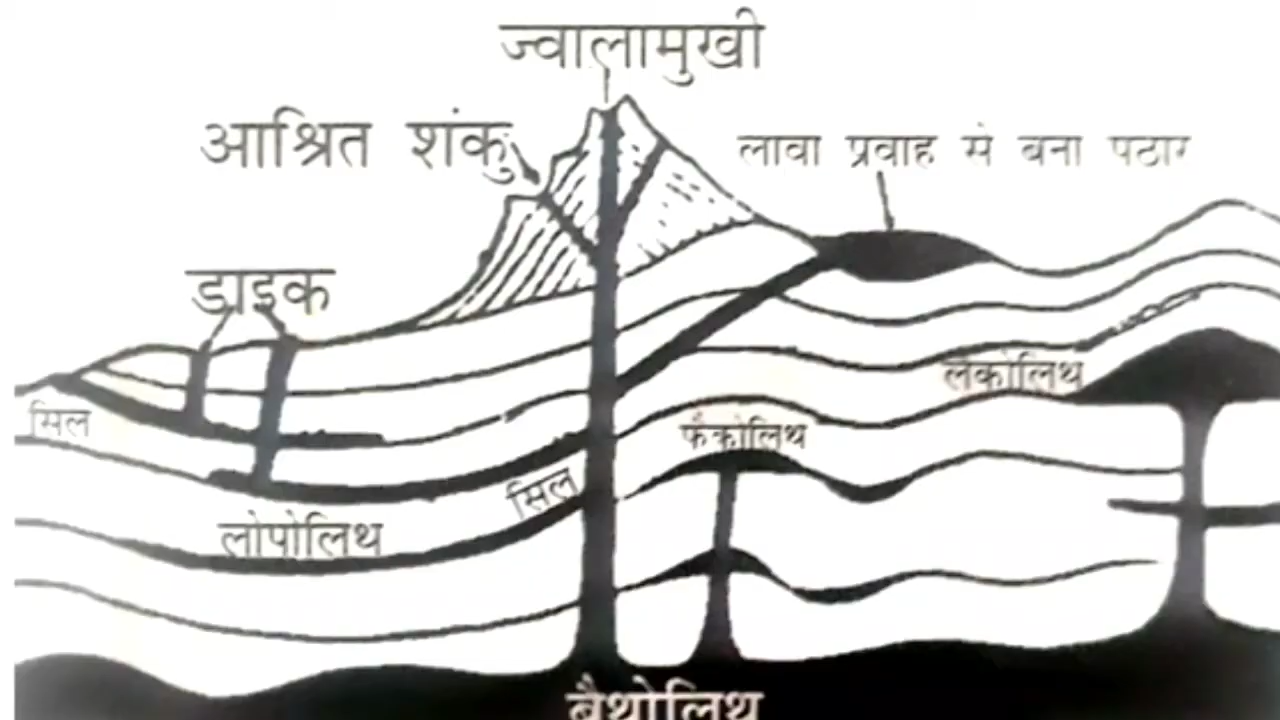 ज्वालामुखी
आश्रित शंकु
लावा प्रवाह से बना पठार
डाइक
लैकोलिथ
सिल
फैकोलिथ
सिल
लोपोलिथ
बैथोलिथ